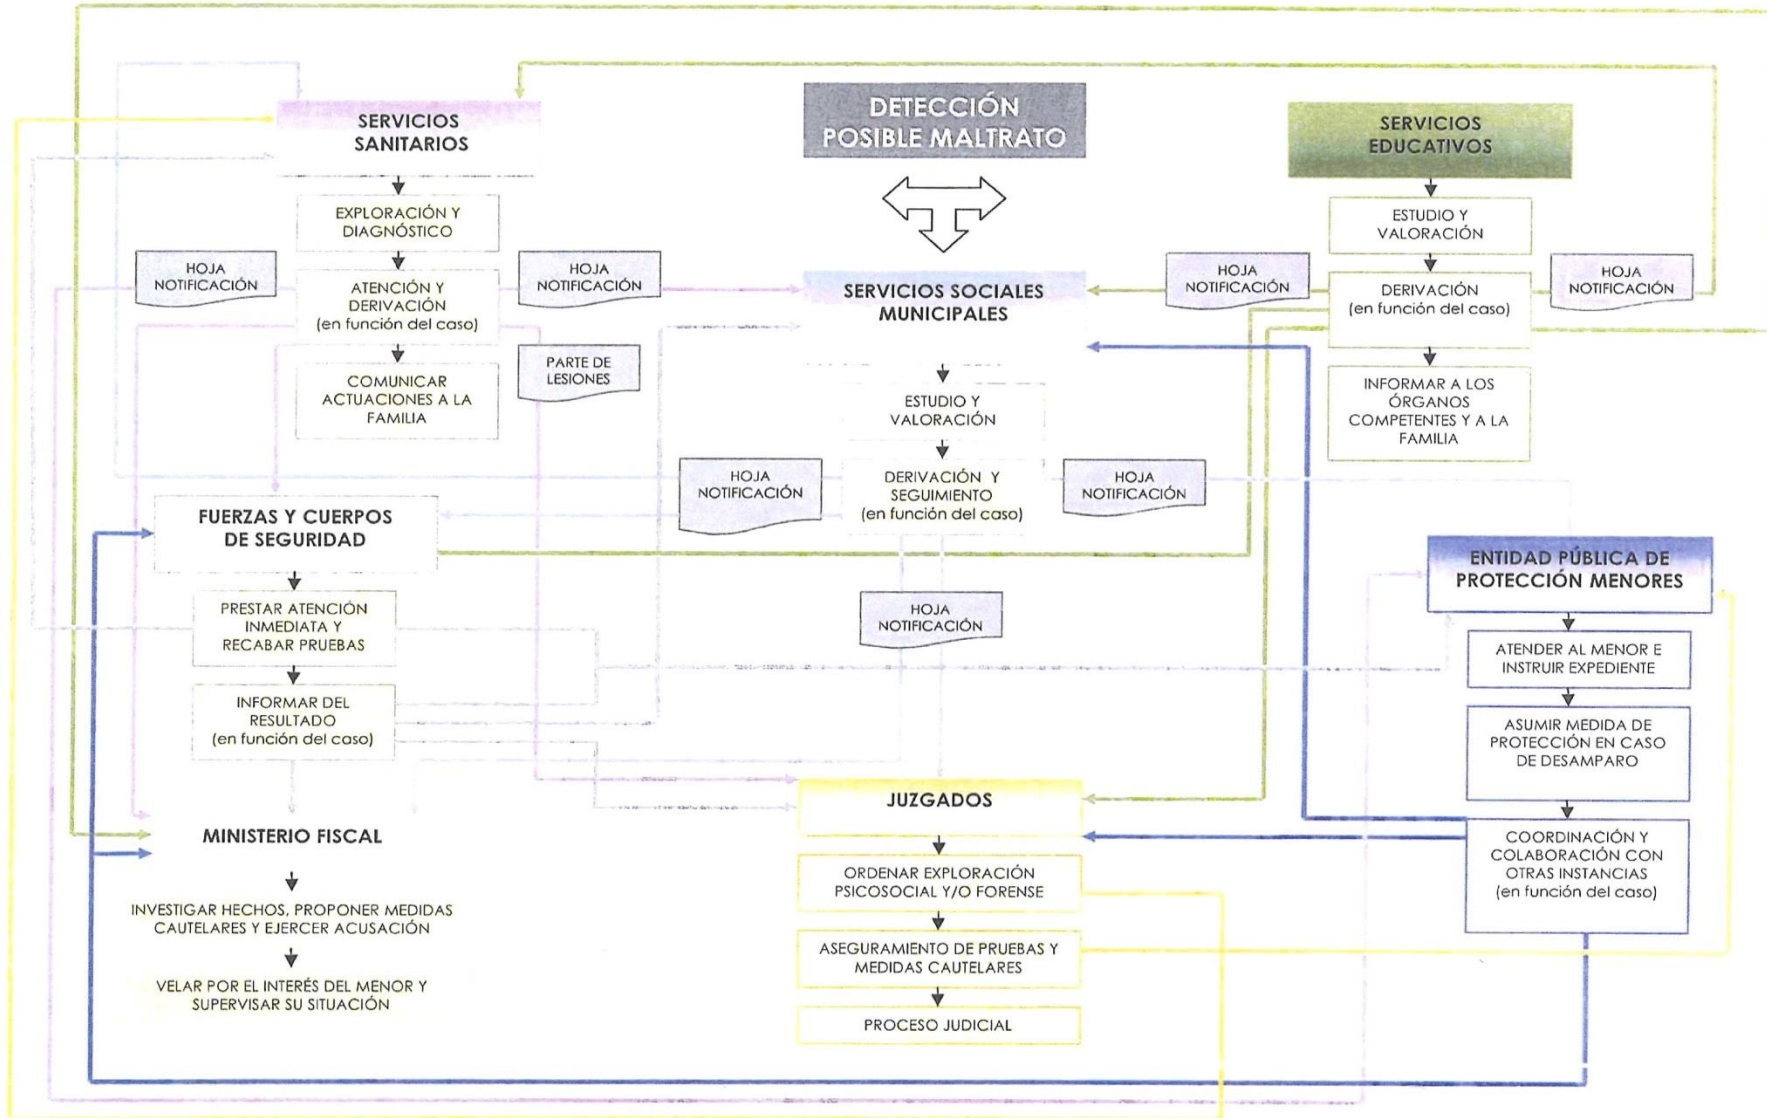 DETECCIÓN
POSIBLE MALTRATO
SERVICIOS
SANITARIOS
EXPLORACIÓN Y
DIAGNÓSTICO
HOJA
NOTIFICACIÓN
ATENCIÓN Y
DERIVACIÓN
(en función del caso)
HOJA
NOTIFICACIÓN
PARTE DE
LESIONES
COMUNICAR
ACTUACIONES A LA
FAMILIA
SERVICIOS SOCIALES
MUNICIPALES
ESTUDIO Y
VALORACIÓN
HOJA
NOTIFICACIÓN
DERIVACIÓN Y
SEGUIMIENTO
(en función del caso)
HOJA
NOTIFICACIÓN
HOJA
NOTIFICACIÓN
SERVICIOS
EDUCATIVOS
ESTUDIO Y
VALORACIÓN
HOJA
NOTIFICACIÓN
DERIVACIÓN
(en función del caso)
HOJA
NOTIFICACIÓN
INFORMAR A LOS
ÓRGANOS
COMPETENTES Y A LA
FAMILIA
FUERZAS Y CUERPOS
DE SEGURIDAD
PRESTAR ATENCIÓN
INMEDIATA Y
RECABAR PRUEBAS
INFORMAR DEL
RESULTADO
(en función del caso)
MINISTERIO FISCAL
INVESTIGAR HECHOS, PROPONER MEDIDAS
CAUTELARES Y EJERCER ACUSACIÓN
VELAR POR EL INTERÉS DEL MENOR Y
SUPERVISAR SU SITUACIÓN
JUZGADOS
ORDENAR EXPLORACIÓN
PSICOSOCIAL Y/O FORENSE
ASEGURAMIENTO DE PRUEBAS Y
MEDIDAS CAUTELARES
PROCESO JUDICIAL
ENTIDAD PÚBLICA DE
PROTECCIÓN MENORES
ATENDER AL MENOR E
INSTRUIR EXPEDIENTE
ASUMIR MEDIDA DE
PROTECCIÓN EN CASO
DE DESAMPARO
COORDINACIÓN Y
COLABORACIÓN CON
OTRAS INSTANCIAS
(en función del caso)